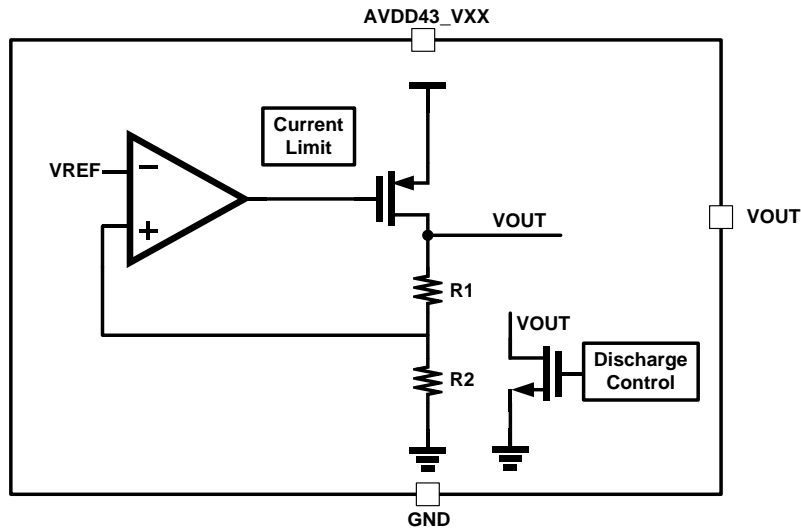 AVDD43_VXX
Current
Limit
VREF
−
+
VOUT
VOUT
R1
VOUT
R2
Discharge
Control
GND